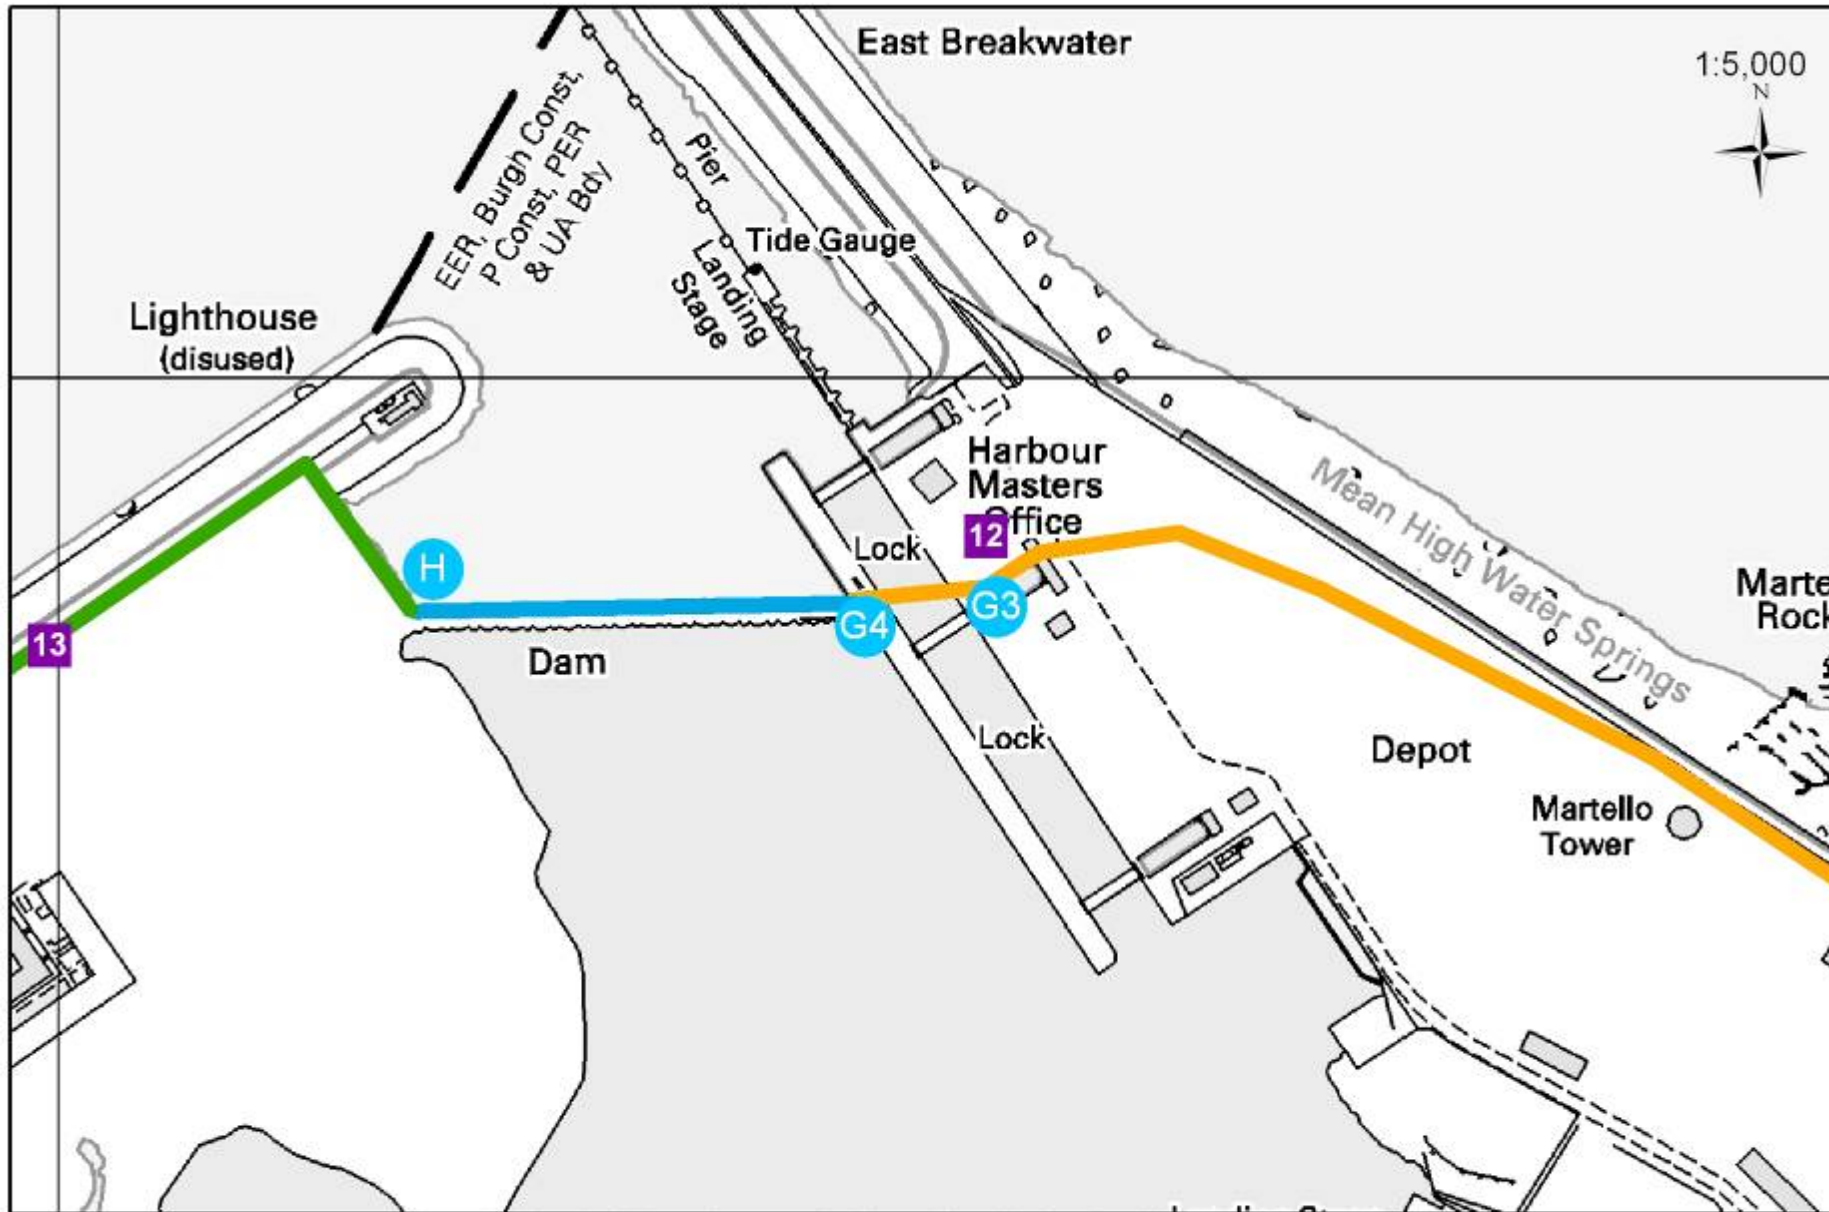 East Breakwater
1:5,000
N
EER, Burgh Const,
P Const, PER
& UA Bdy
Pier
Tide Gauge
Landing
Stage
Lighthouse
(disused)
Harbour
Masters
Office
12
Mean High Water Springs
Lock
H
G3
G4
13
Dam
Lock
Depot
Martello
Tower